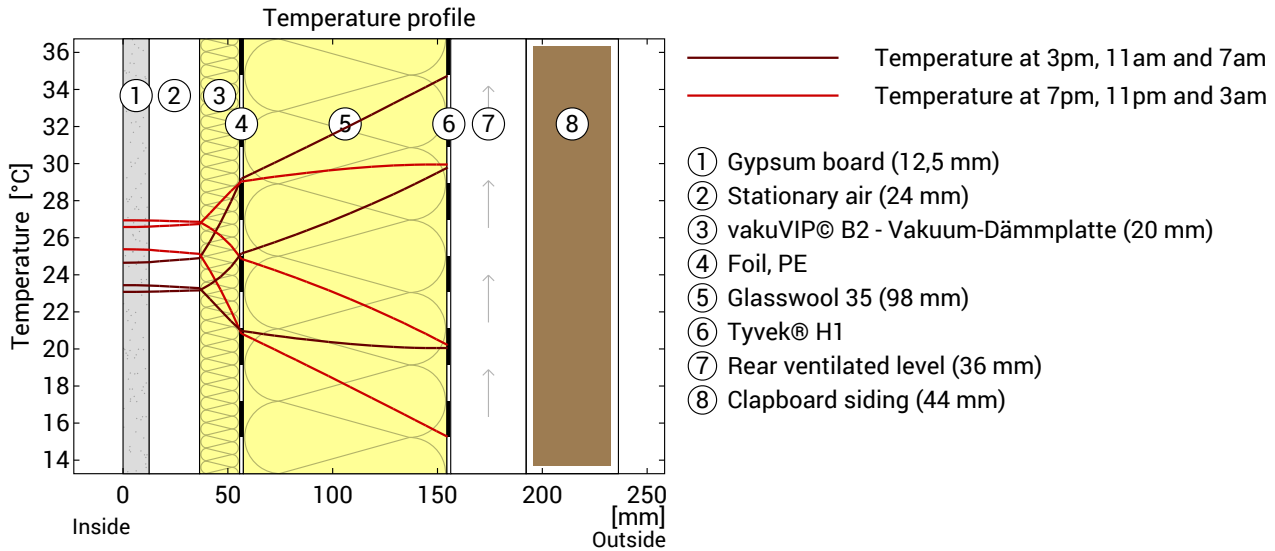 Temperature profile
36
34
32
30
28
26
24
22
20
18
16
14
Temperature [°C]
1
2
3
4
5
6
7
8
0
50
100
150
200
250
[mm]
Inside
Outside
Temperature at 3pm, 11am and 7am
Temperature at 7pm, 11pm and 3am
1 Gypsum board (12,5 mm)
2 Stationary air (24 mm)
3 vakuVIP© B2 - Vakuum-Dämmplatte (20 mm)
4 Foil, PE
5 Glasswool 35 (98 mm)
6 Tyvek® H1
7 Rear ventilated level (36 mm)
8 Clapboard siding (44 mm)